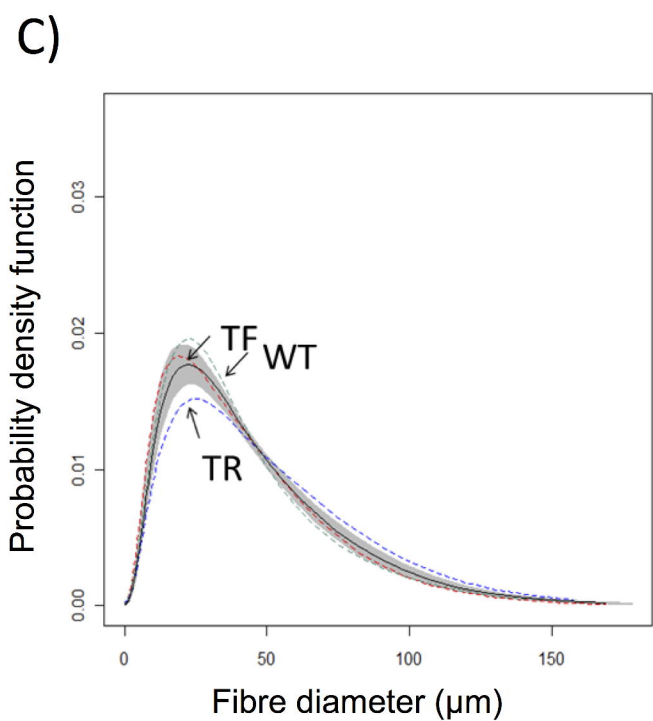 C)
Probability density function
0.03
0.02
0.01
0.00
TF
WT
TR
0 50 100 150
Fibre diameter (μm)